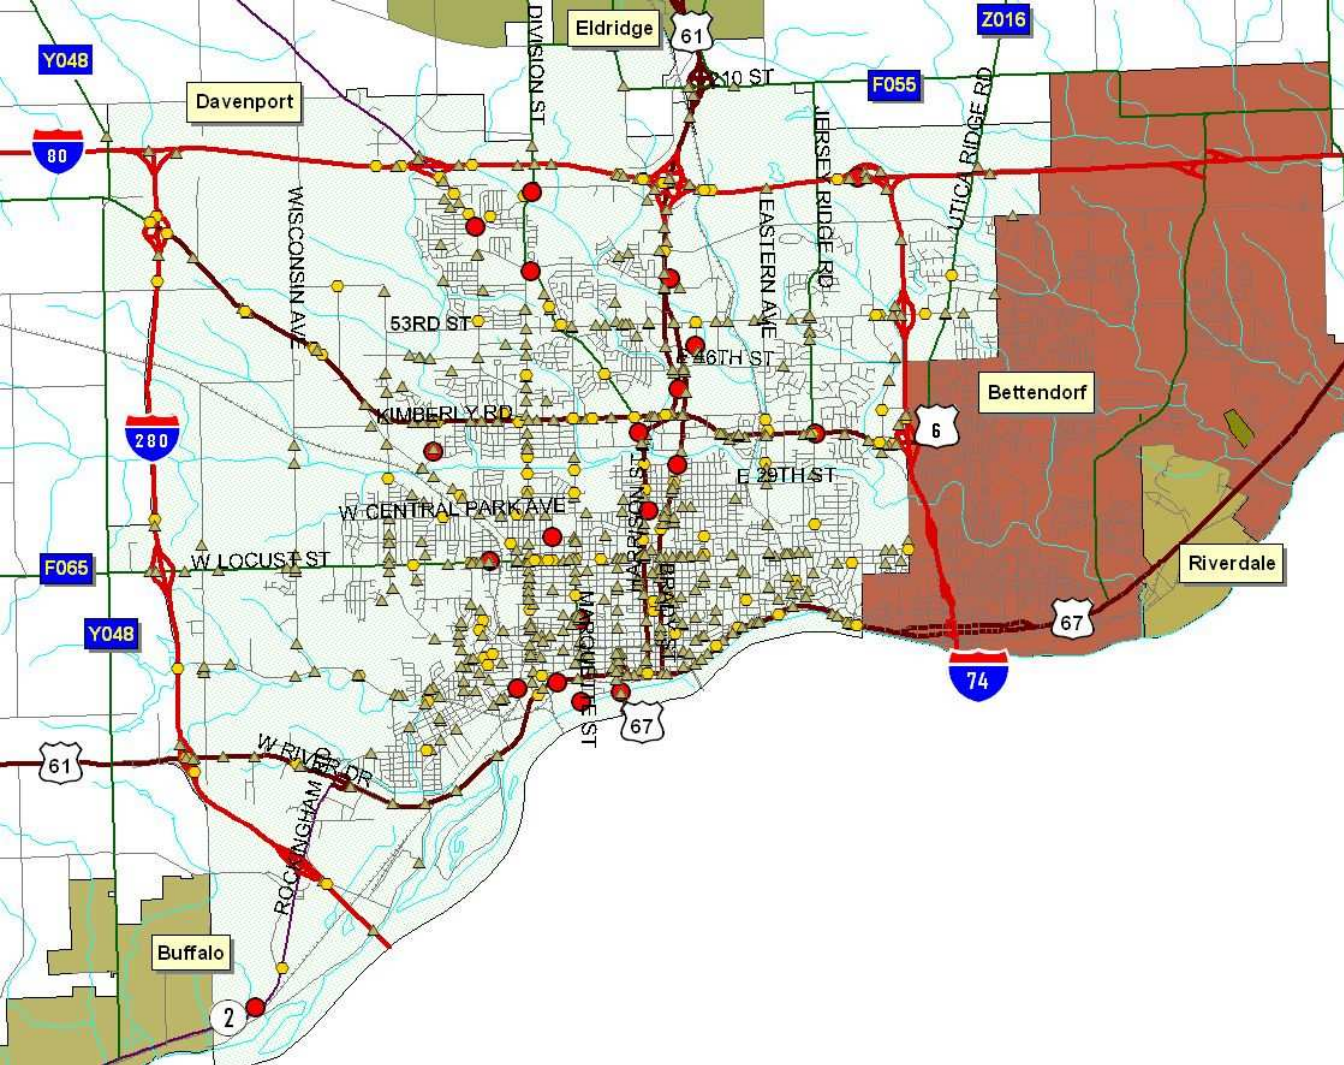 Z016
DIVISION ST
Eldridge
61
Y048
210 ST
F055
Davenport
80
JERSEY RIDGE RD
UTICA RIDGE RD
WISCONSIN AVE
EASTERN AVE
53RD ST
E 46TH ST
Bettendorf
KIMBERLY RD
6
280
E 29TH ST
W CENTRAL PARK AVE
W LOCUST ST
F065
Riverdale
BRADY ST
MARQUETTE ST
67
Y048
74
67
W RIVER DR
61
ROCKINGHAM RD
Buffalo
2